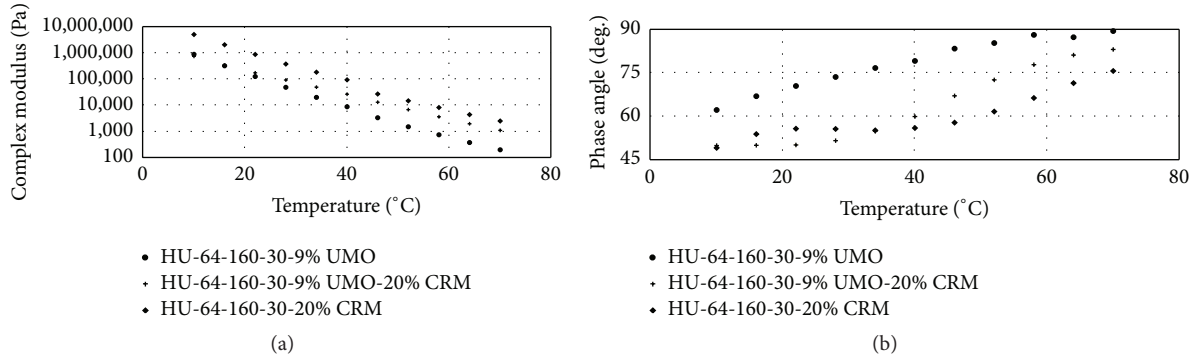 Complex modulus (Pa)
10,000,000
1,000,000
100,000
10,000
1,000
100
0
20
40
60
80
Temperature (˚C)
HU-64-160-30-9% UMO
HU-64-160-30-9% UMO-20% CRM
HU-64-160-30-20% CRM
(a)
Phase angle (deg.)
90
75
60
45
0
20
40
60
80
Temperature (˚C)
HU-64-160-30-9% UMO
HU-64-160-30-9% UMO-20% CRM
HU-64-160-30-20% CRM
(b)